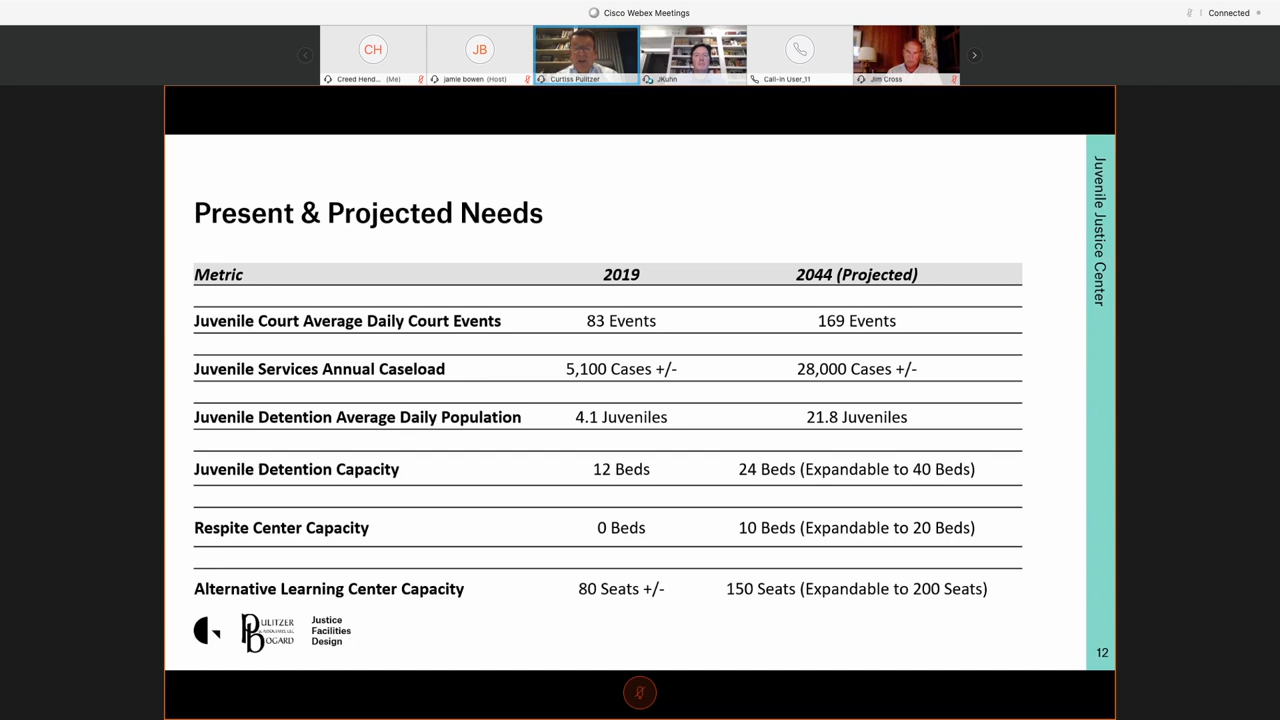 Cisco Webex Meetings
Connected
CH
JB
Creed Hend... (Me)
jamie bowen (Host)
Curtiss Pulitzer
JKuhn
Call-in User_11
Jim Cross
Juvenile Justice Center
Present & Projected Needs
Metric 2019 2044 (Projected)
Juvenile Court Average Daily Court Events 83 Events 169 Events
Juvenile Services Annual Caseload 5,100 Cases +/- 28,000 Cases +/-
Juvenile Detention Average Daily Population 4.1 Juveniles 21.8 Juveniles
Juvenile Detention Capacity 12 Beds 24 Beds (Expandable to 40 Beds)
Respite Center Capacity 0 Beds 10 Beds (Expandable to 20 Beds)
Alternative Learning Center Capacity 80 Seats +/- 150 Seats (Expandable to 200 Seats)
PULITZER
BOGARD
Justice
Facilities
Design
12